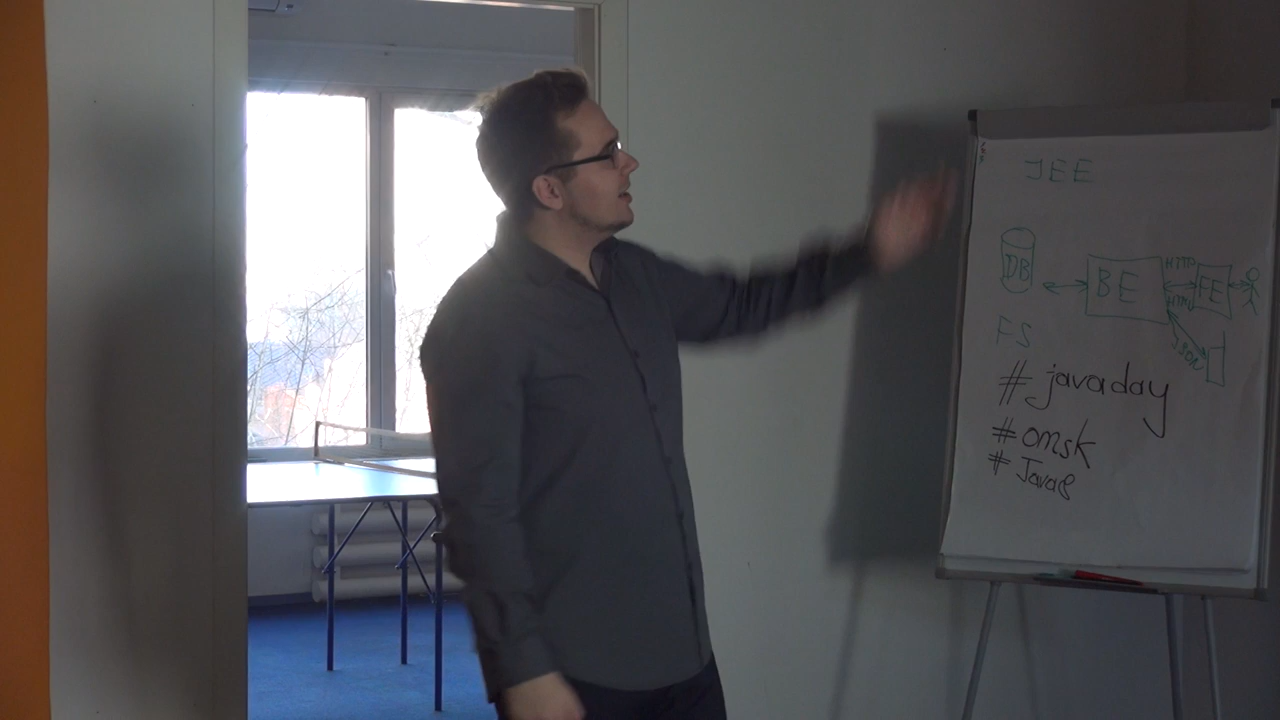 JEE
DB
BE
HTTP
HTML
FE
JSON
FS
#javaday
#omsk
#Java8